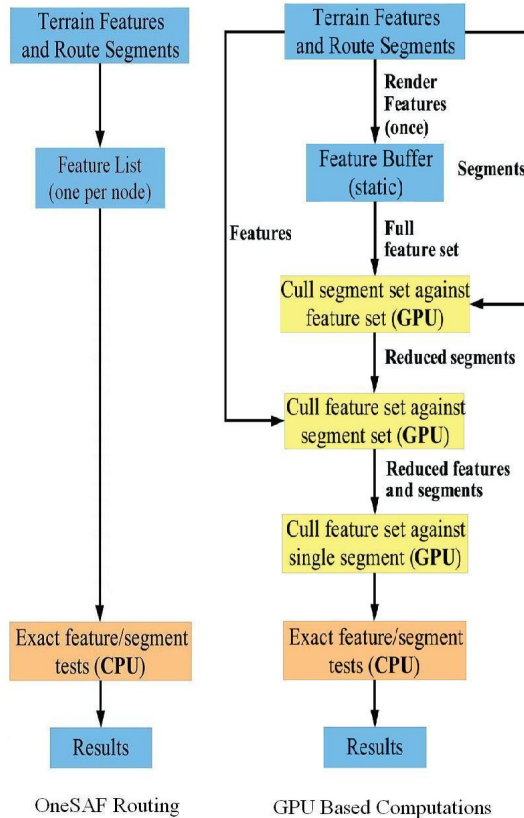 Terrain Features
and Route Segments
Feature List
(one per node)
Exact feature/segment
tests (CPU)
Results
OneSAF Routing
Terrain Features
and Route Segments
Render
Features
(once)
Feature Buffer
(static)
Segments
Features
Full
feature set
Cull segment set against
feature set (GPU)
Reduced segments
Cull feature set against
segment set (GPU)
Reduced features
and segments
Cull feature set against
single segment (GPU)
Exact feature/segment
tests (CPU)
Results
GPU Based Computations